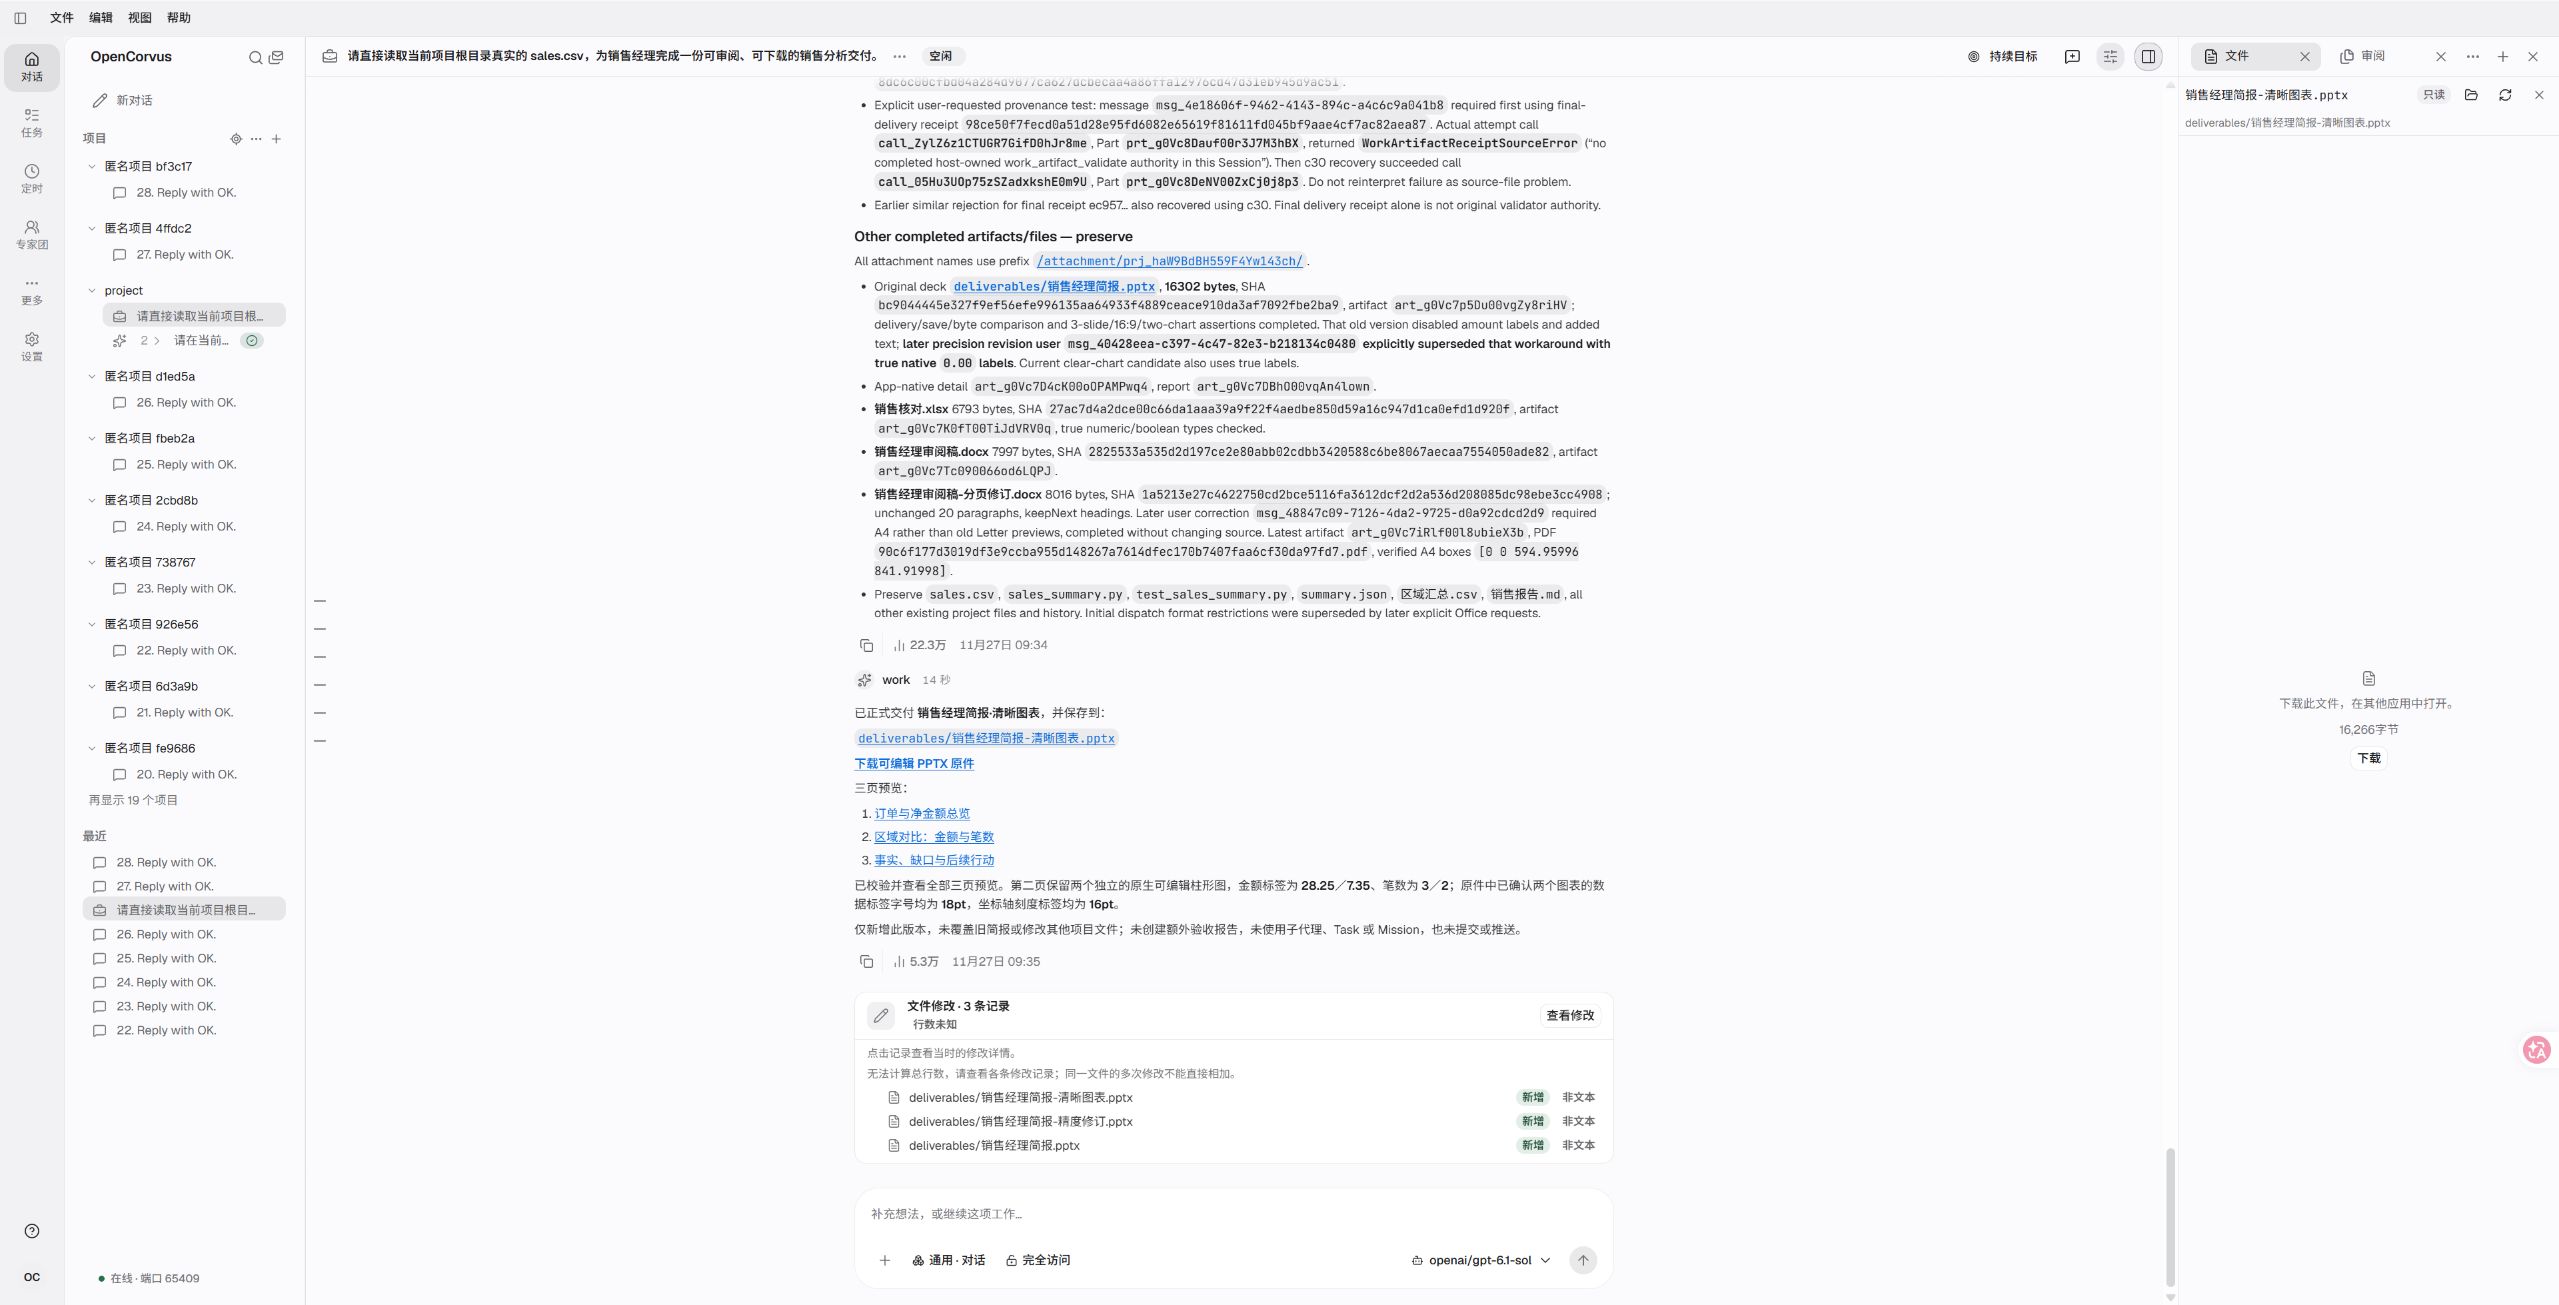 文件 编辑 视图 帮助
对话
任务
定时
专家团
更多
设置
OC
OpenCorvus
新对话
项目
匿名项目 bf3c17
28. Reply with OK.
匿名项目 4ffdc2
27. Reply with OK.
project
请直接读取当前项目根...
2 请在当前...
匿名项目 d1ed5a
26. Reply with OK.
匿名项目 fbeb2a
25. Reply with OK.
匿名项目 2cbd8b
24. Reply with OK.
匿名项目 738767
23. Reply with OK.
匿名项目 926e56
22. Reply with OK.
匿名项目 6d3a9b
21. Reply with OK.
匿名项目 fe9686
20. Reply with OK.
再显示 19 个项目
最近
28. Reply with OK.
27. Reply with OK.
请直接读取当前项目根目...
26. Reply with OK.
25. Reply with OK.
24. Reply with OK.
23. Reply with OK.
22. Reply with OK.
在线 · 端口 65409
请直接读取当前项目根目录真实的 sales.csv，为销售经理完成一份可审阅、可下载的销售分析交付。 ··· 空闲
持续目标
Explicit user-requested provenance test: message msg_4e18606f-9462-4143-894c-a4c6c9a041b8 required first using final-
delivery receipt 98ce50f7fecd0a51d28e95fd6082e65619f81611fd045bf9aae4cf7ac82aea87. Actual attempt call
call_ZylZ6z1CTUGR7GifD0hJr8me, Part prt_g0Vc8Dauf00r3J7M3hBX, returned WorkArtifactReceiptSourceError (“no
completed host-owned work_artifact_validate authority in this Session”). Then c30 recovery succeeded call
call_05Hu3UOp75zSZadxkshE0m9U, Part prt_g0Vc8DeNV00ZxCj0j8p3. Do not reinterpret failure as source-file problem.
Earlier similar rejection for final receipt ec957… also recovered using c30. Final delivery receipt alone is not original validator authority.
Other completed artifacts/files — preserve
All attachment names use prefix /attachment/prj_haW9BdBH559F4Yw143ch/.
Original deck deliverables/销售经理简报.pptx, 16302 bytes, SHA
bc9044445e327f9ef56efe996135aa64933f4889ceace910da3af7092fbe2ba9, artifact art_g0Vc7p5Du00vgZy8riHV;
delivery/save/byte comparison and 3-slide/16:9/two-chart assertions completed. That old version disabled amount labels and added
text; later precision revision user msg_40428eea-c397-4c47-82e3-b218134c0480 explicitly superseded that workaround with
true native 0.00 labels. Current clear-chart candidate also uses true labels.
App-native detail art_g0Vc7D4cK00oOPAMPwq4, report art_g0Vc7DBhO00vqAn4lown.
销售核对.xlsx 6793 bytes, SHA 27ac7d4a2dce00c66da1aaa39a9f22f4aedbe850d59a16c947d1ca0efd1d920f, artifact
art_g0Vc7K0fT00TiJdVRV0q, true numeric/boolean types checked.
销售经理审阅稿.docx 7997 bytes, SHA 2825533a535d2d197ce2e80abb02cdbb3420588c6be8067aecaa7554050ade82, artifact
art_g0Vc7Tc090066od6LQPJ.
销售经理审阅稿-分页修订.docx 8016 bytes, SHA 1a5213e27c4622750cd2bce5116fa3612dcf2d2a536d208085dc98ebe3cc4908;
unchanged 20 paragraphs, keepNext headings. Later user correction msg_48847c09-7126-4da2-9725-d0a92cdcd2d9 required
A4 rather than old Letter previews, completed without changing source. Latest artifact art_g0Vc7iRlf00l8ubieX3b, PDF
90c6f177d3019df3e9ccba955d148267a7614dfec170b7407faa6cf30da97fd7.pdf, verified A4 boxes [0 0 594.95996
841.91998].
Preserve sales.csv, sales_summary.py, test_sales_summary.py, summary.json, 区域汇总.csv, 销售报告.md, all
other existing project files and history. Initial dispatch format restrictions were superseded by later explicit Office requests.
22.3万 11月27日 09:34
work 14 秒
已正式交付 销售经理简报·清晰图表，并保存到：
deliverables/销售经理简报-清晰图表.pptx
下载可编辑 PPTX 原件
三页预览：
1. 订单与净金额总览
2. 区域对比：金额与笔数
3. 事实、缺口与后续行动
已校验并查看全部三页预览。第二页保留两个独立的原生可编辑柱形图，金额标签为 28.25／7.35、笔数为 3／2；原件中已确认两个图表的数
据标签字号均为 18pt，坐标轴刻度标签均为 16pt。
仅新增此版本，未覆盖旧简报或修改其他项目文件；未创建额外验收报告，未使用子代理、Task 或 Mission，也未提交或推送。
5.3万 11月27日 09:35
文件修改 · 3 条记录
行数未知
查看修改
点击记录查看当时的修改详情。
无法计算总行数，请查看各条修改记录；同一文件的多次修改不能直接相加。
deliverables/销售经理简报-清晰图表.pptx 新增 非文本
deliverables/销售经理简报-精度修订.pptx 新增 非文本
deliverables/销售经理简报.pptx 新增 非文本
补充想法，或继续这项工作...
通用 · 对话 完全访问 openai/gpt-6.1-sol
文件 审阅
销售经理简报-清晰图表.pptx 只读
deliverables/销售经理简报-清晰图表.pptx
下载此文件，在其他应用中打开。
16,266字节
下载